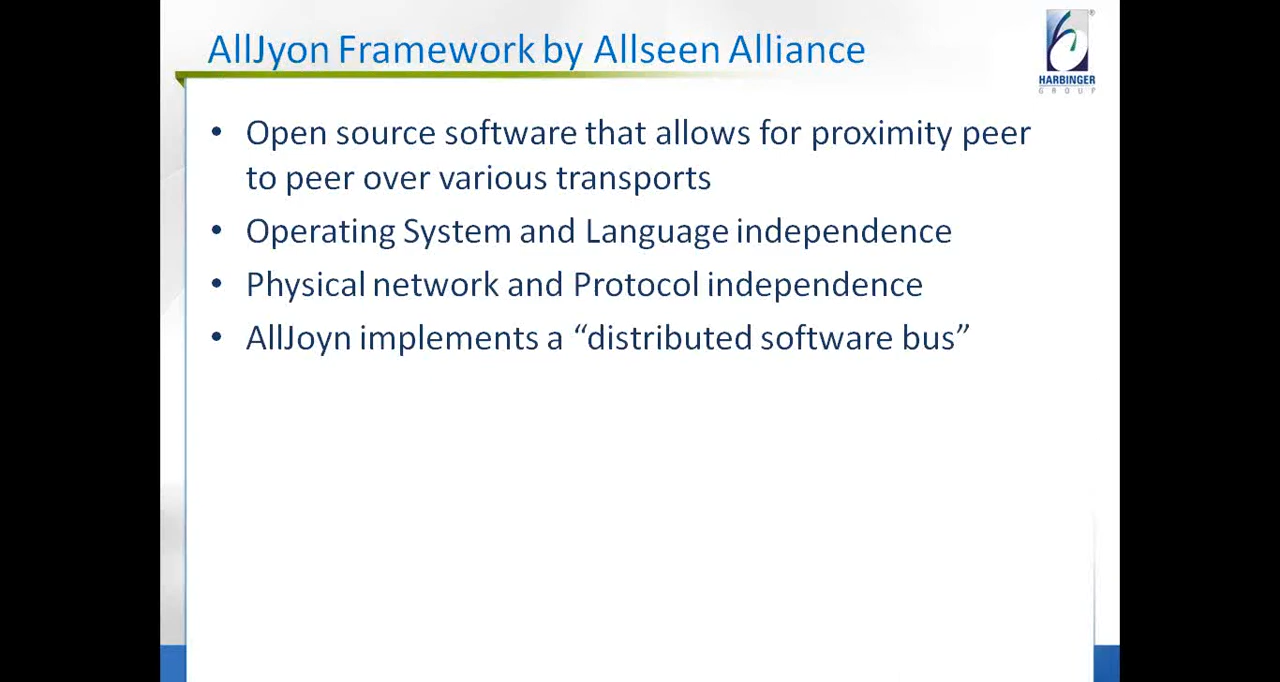 AllJyon Framework by Allseen Alliance
HARBINGER
GROUP
®
• Open source software that allows for proximity peer
to peer over various transports
• Operating System and Language independence
• Physical network and Protocol independence
• AllJoyn implements a “distributed software bus”